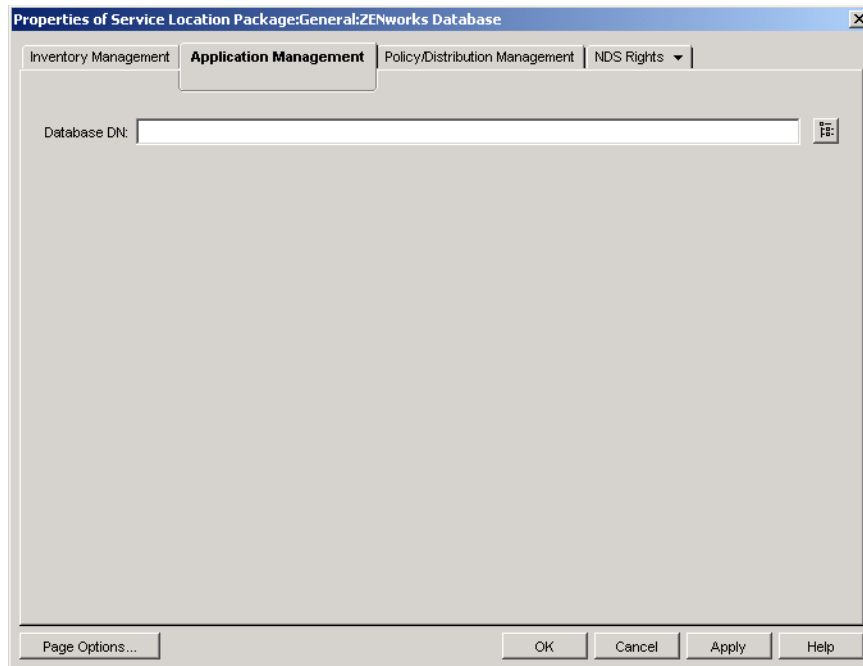 Properties of Service Location Package:General:ZENworks Database
Inventory Management Application Management Policy/Distribution Management NDS Rights
Database DN:
Page Options... OK Cancel Apply Help